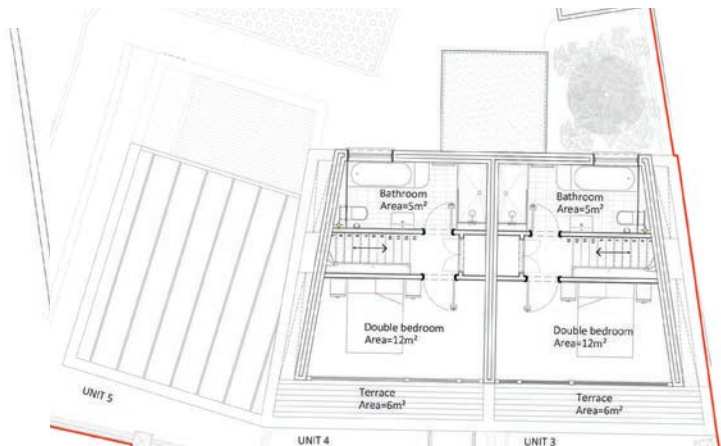 Bathroom
Area=5m²
Bathroom
Area=5m²
Double bedroom
Area=12m²
Double bedroom
Area=12m²
Terrace
Area=6m²
Terrace
Area=6m²
UNIT 5
UNIT 4
UNIT 3